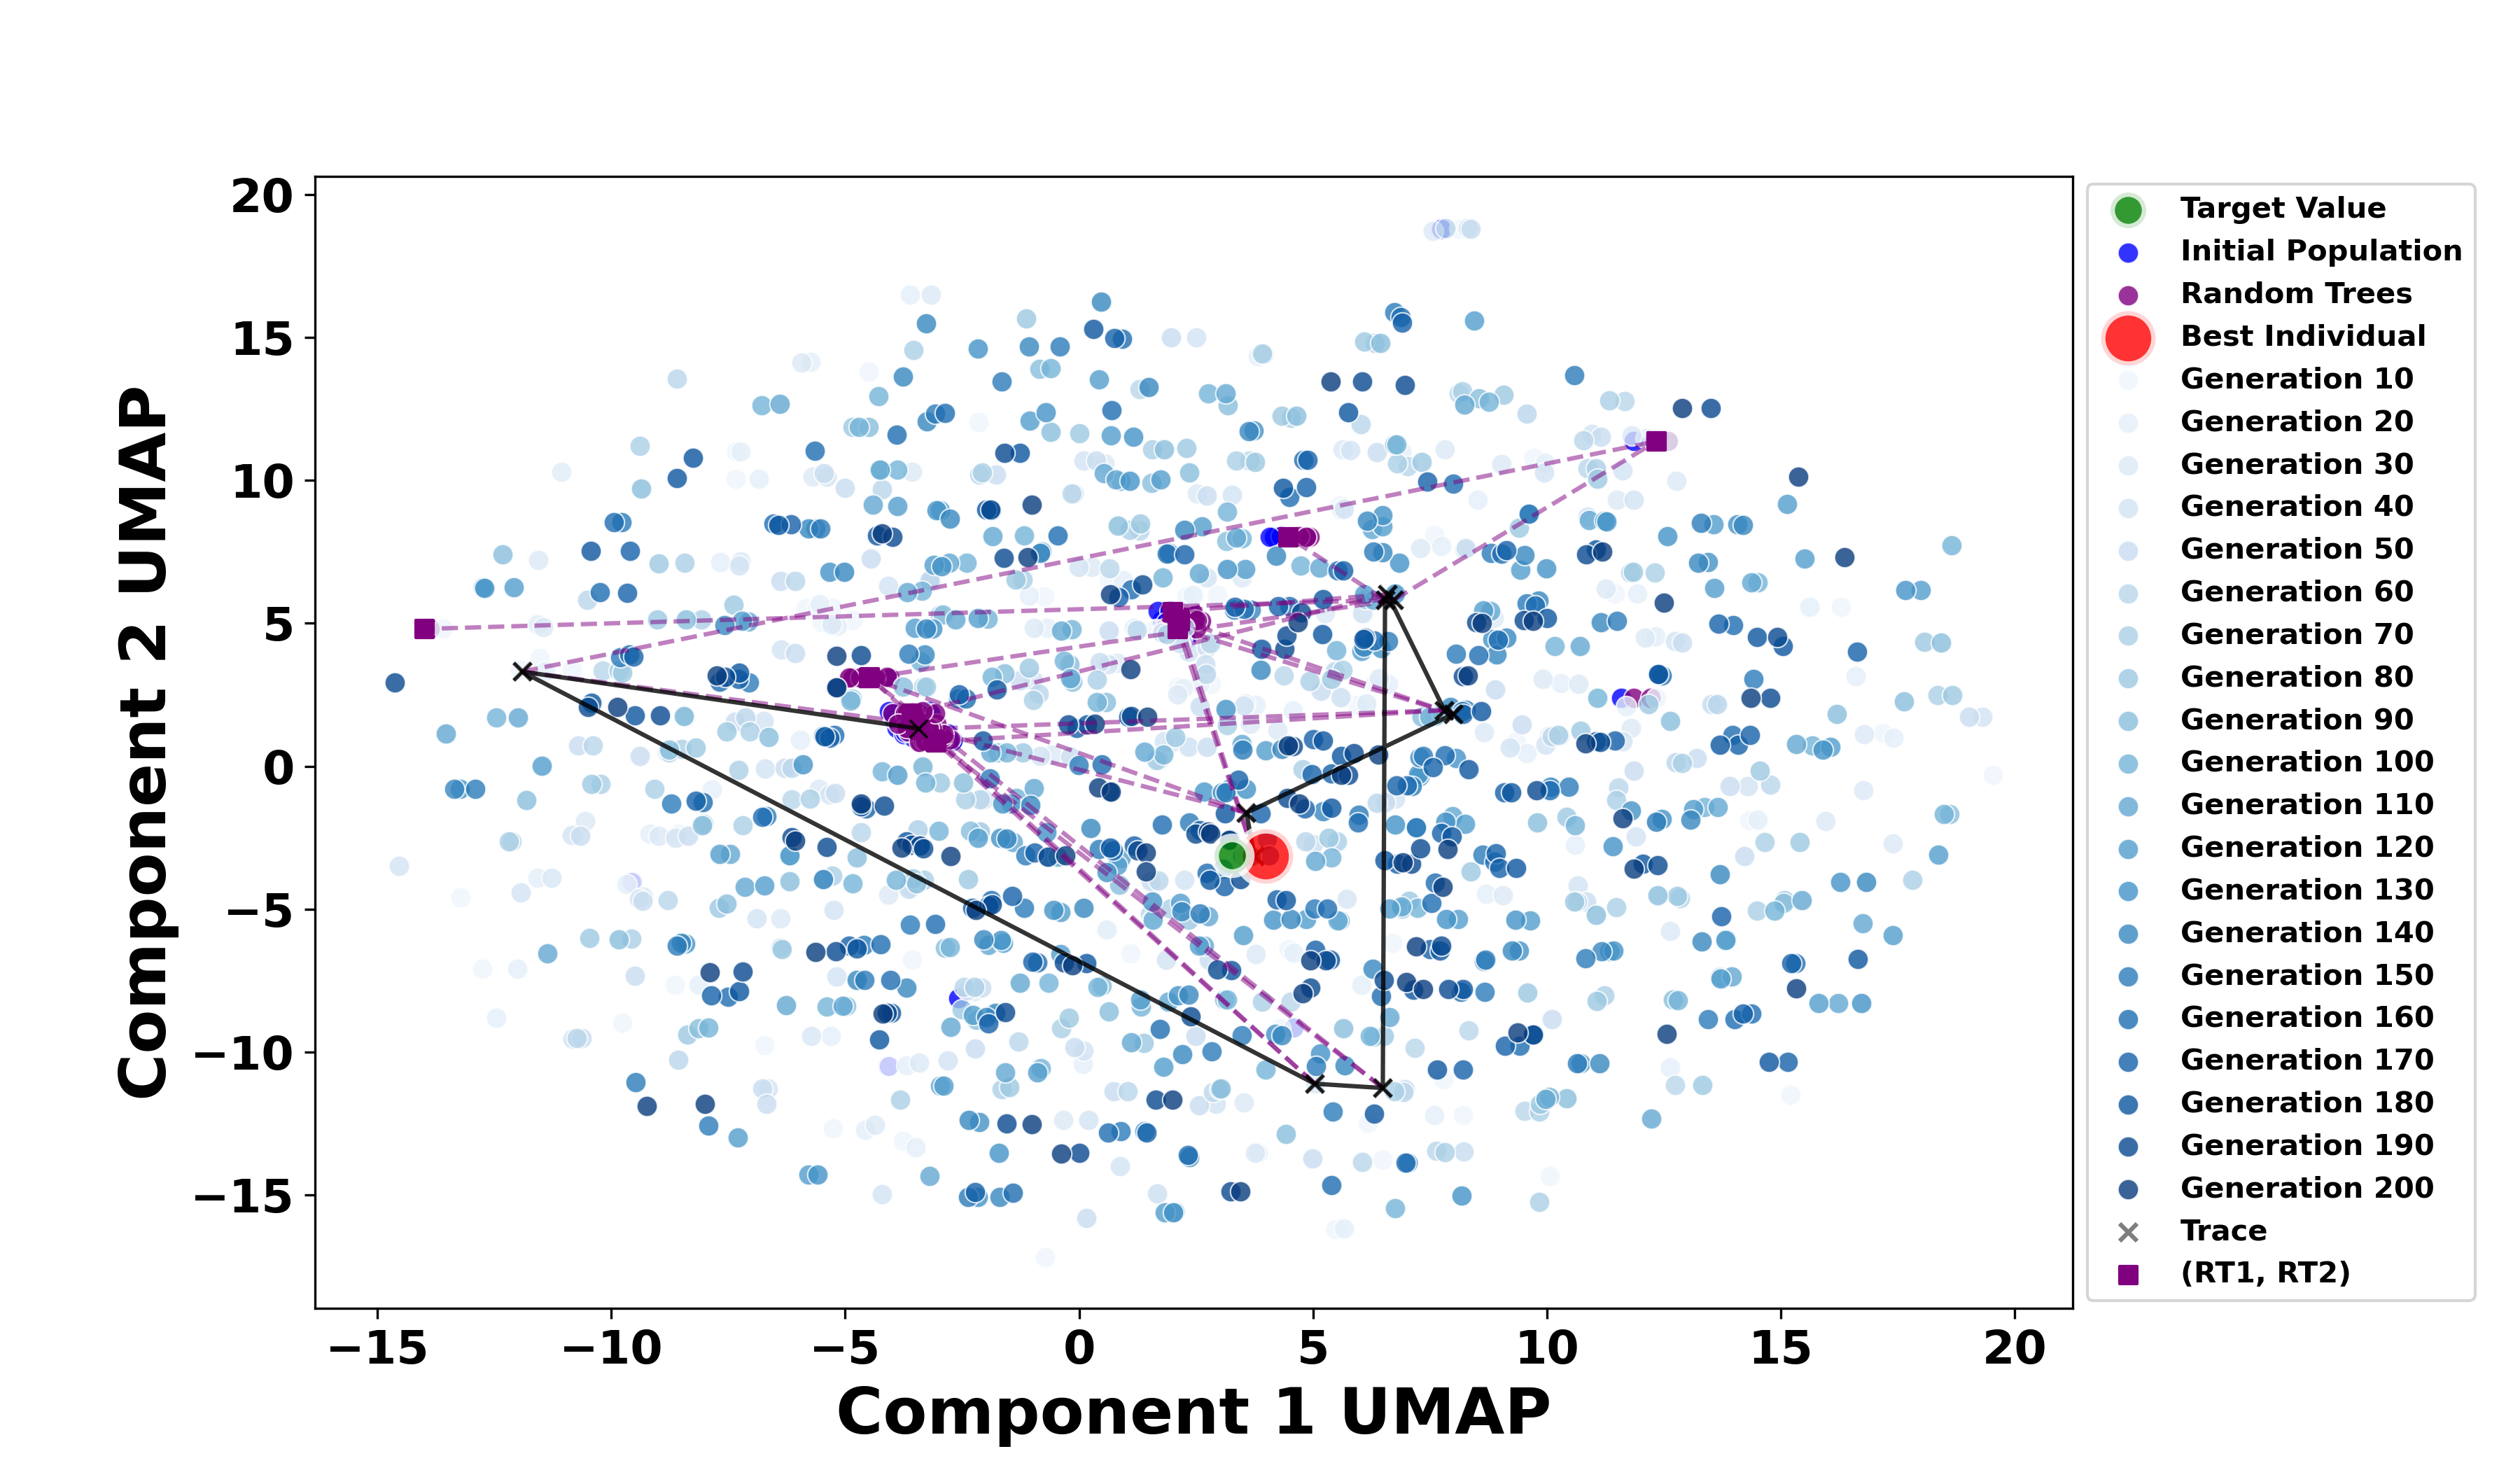 20
15
10
5
0
−5
−10
−15
Component 2 UMAP
−15 −10 −5 0 5 10 15 20
Component 1 UMAP
Target Value
Initial Population
Random Trees
Best Individual
Generation 10
Generation 20
Generation 30
Generation 40
Generation 50
Generation 60
Generation 70
Generation 80
Generation 90
Generation 100
Generation 110
Generation 120
Generation 130
Generation 140
Generation 150
Generation 160
Generation 170
Generation 180
Generation 190
Generation 200
Trace
(RT1, RT2)